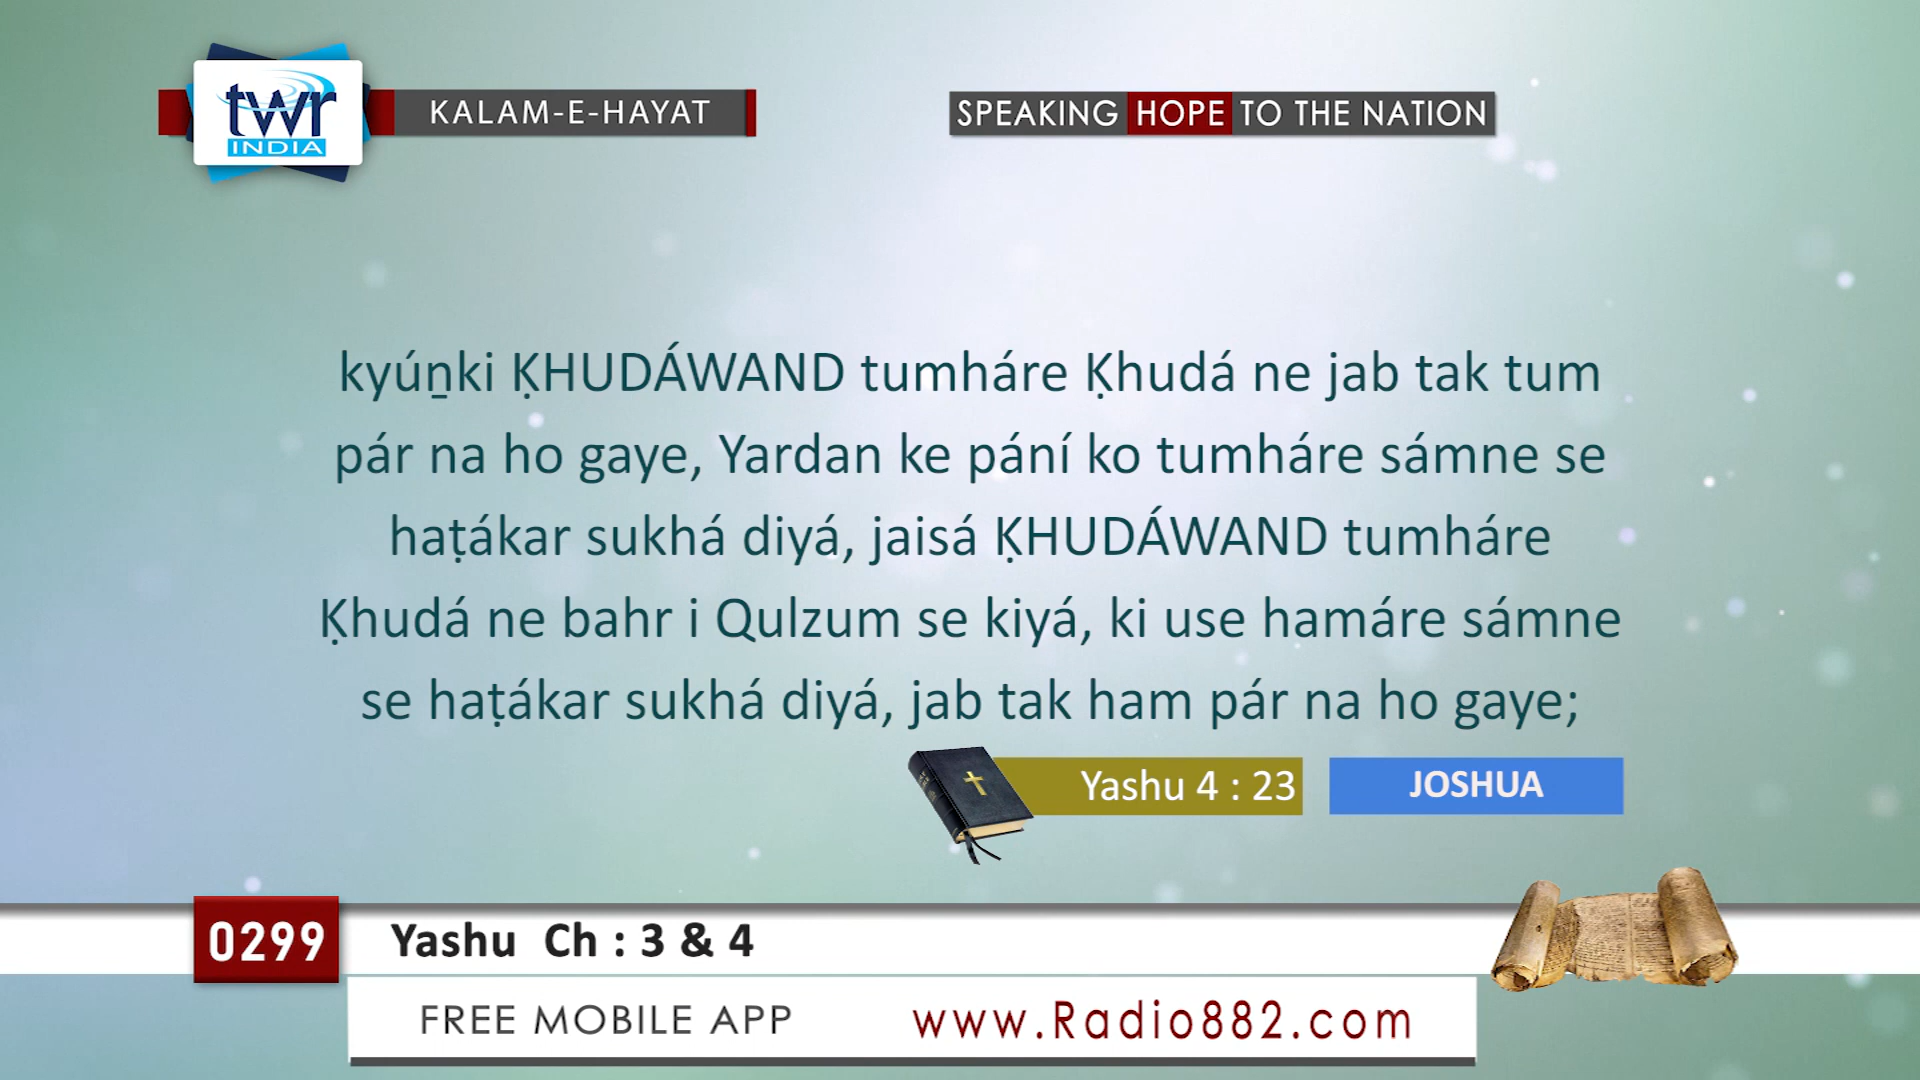 twr
INDIA
KALAM-E-HAYAT
SPEAKING HOPE TO THE NATION
kyúṉki ḲHUDÁWAND tumháre Ḳhudá ne jab tak tum
pár na ho gaye, Yardan ke pání ko tumháre sámne se
haṭákar sukhá diyá, jaisá ḲHUDÁWAND tumháre
Ḳhudá ne bahr i Qulzum se kiyá, ki use hamáre sámne
se haṭákar sukhá diyá, jab tak ham pár na ho gaye;
Yashu 4 : 23
JOSHUA
0299
Yashu Ch : 3 & 4
FREE MOBILE APP
www.Radio882.com